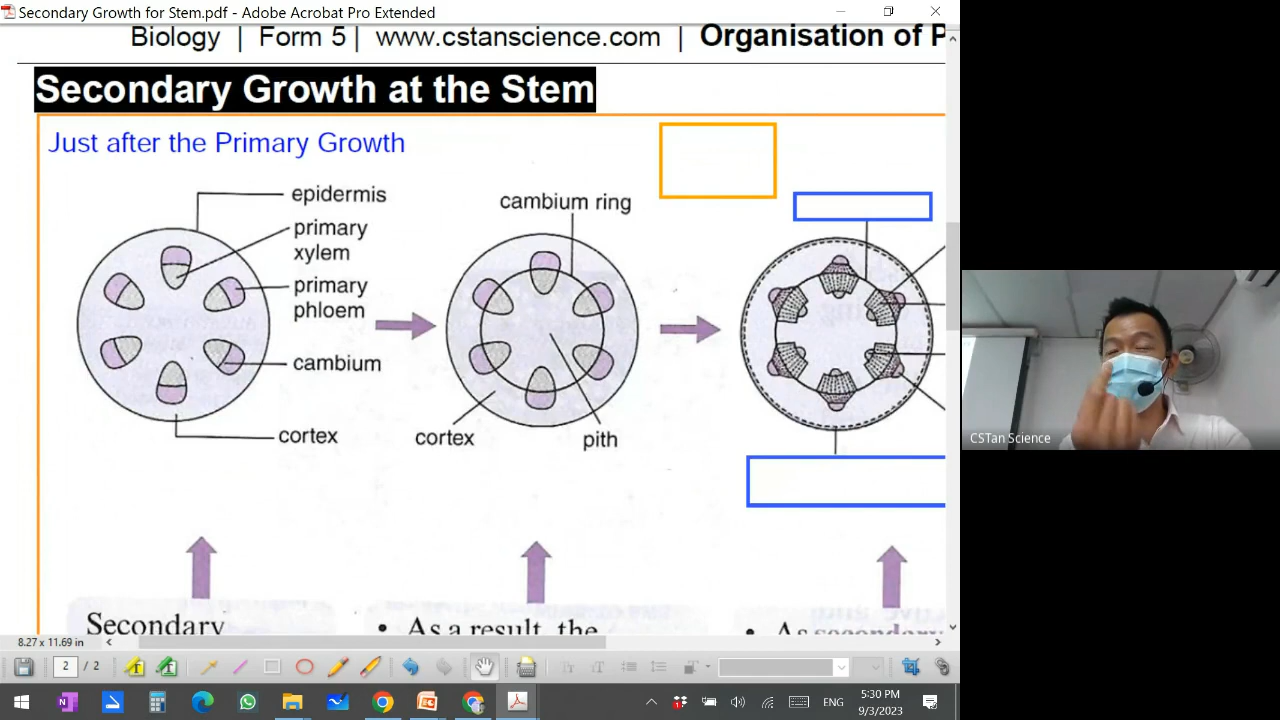 Secondary Growth for Stem.pdf - Adobe Acrobat Pro Extended
Biology | Form 5 | www.cstanscience.com | Organisation of P
Secondary Growth at the Stem
Just after the Primary Growth
epidermis
primary
xylem
primary
phloem
cambium
cortex
cambium ring
cortex
pith
Secondary
• As a result, the
• As secondary
8.27 x 11.69 in
2 / 2
CSTan Science
ENG
5:30 PM
9/3/2023